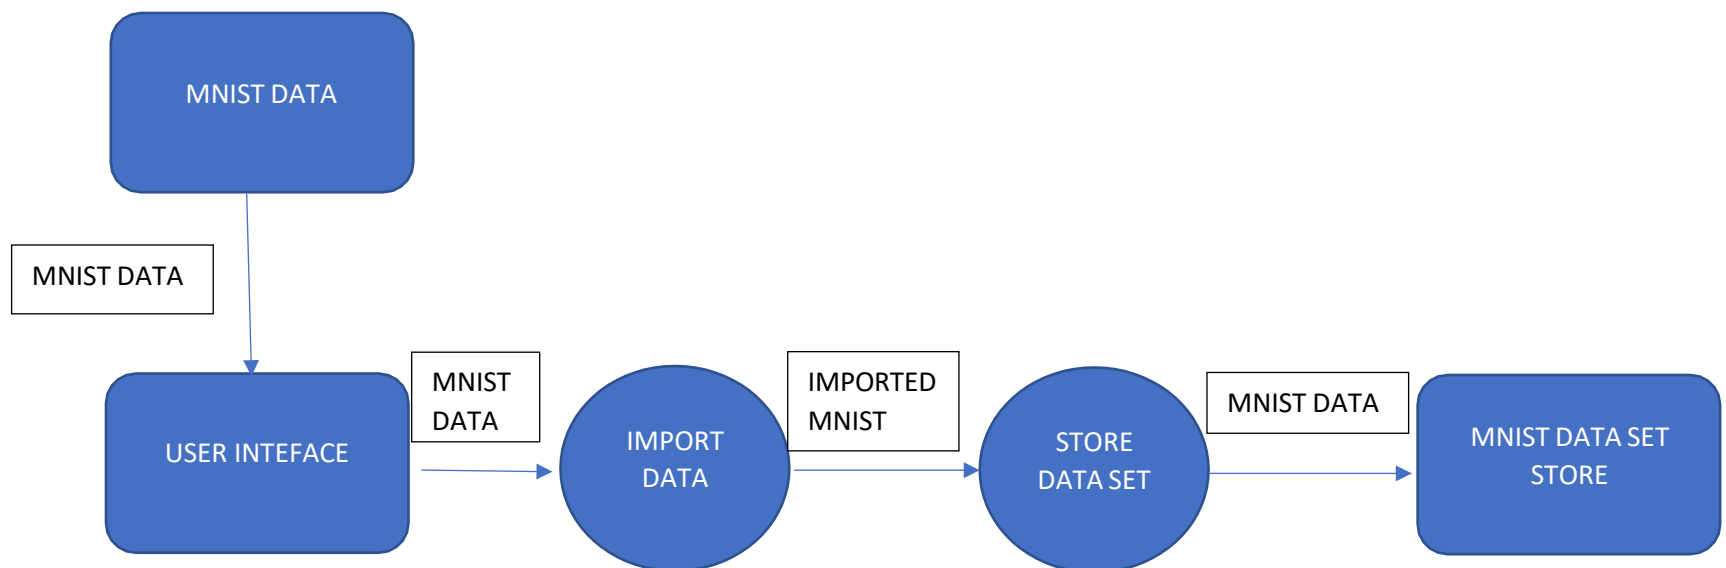 MNIST DATA
MNIST DATA
USER INTEFACE
MNIST
DATA
IMPORT
DATA
IMPORTED
MNIST
STORE
DATA SET
MNIST DATA
MNIST DATA SET
STORE